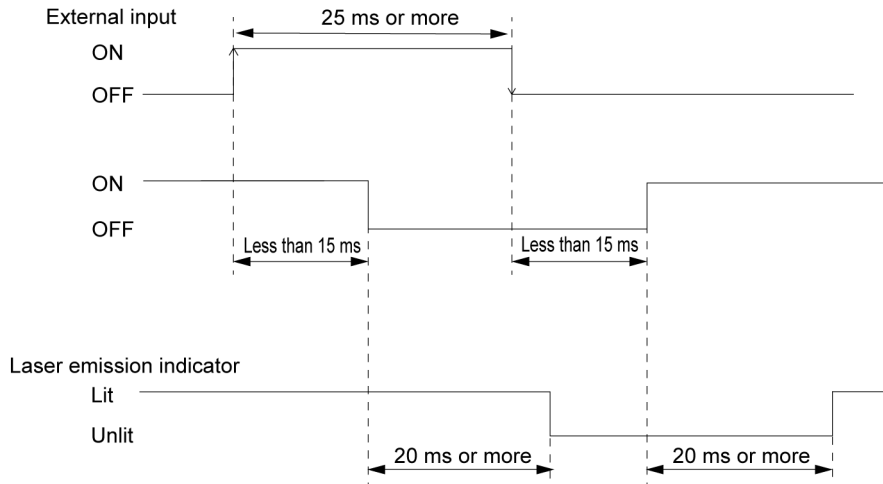 External input
25 ms or more
ON
OFF
ON
OFF
Less than 15 ms
Less than 15 ms
Laser emission indicator
Lit
Unlit
20 ms or more
20 ms or more